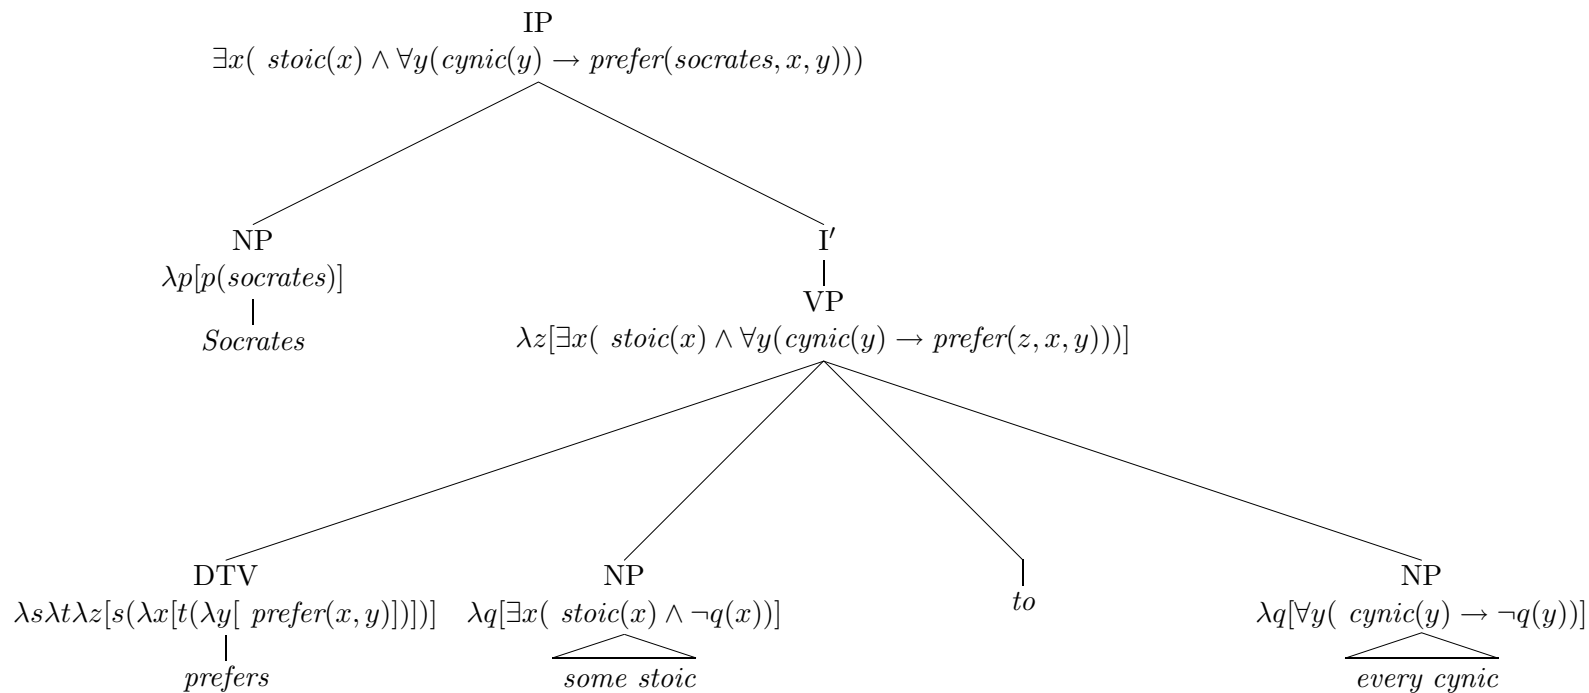 IP
∃x( stoic(x) ∧ ∀y(cynic(y) → prefer(socrates, x, y)))
NP
λp[p(socrates)]
Socrates
I′
VP
λz[∃x( stoic(x) ∧ ∀y(cynic(y) → prefer(z, x, y)))]
DTV
λsλtλz[s(λx[t(λy[ prefer(x, y)])])]
prefers
NP
λq[∃x( stoic(x) ∧ ¬q(x))]
some stoic
to
NP
λq[∀y( cynic(y) → ¬q(y))]
every cynic